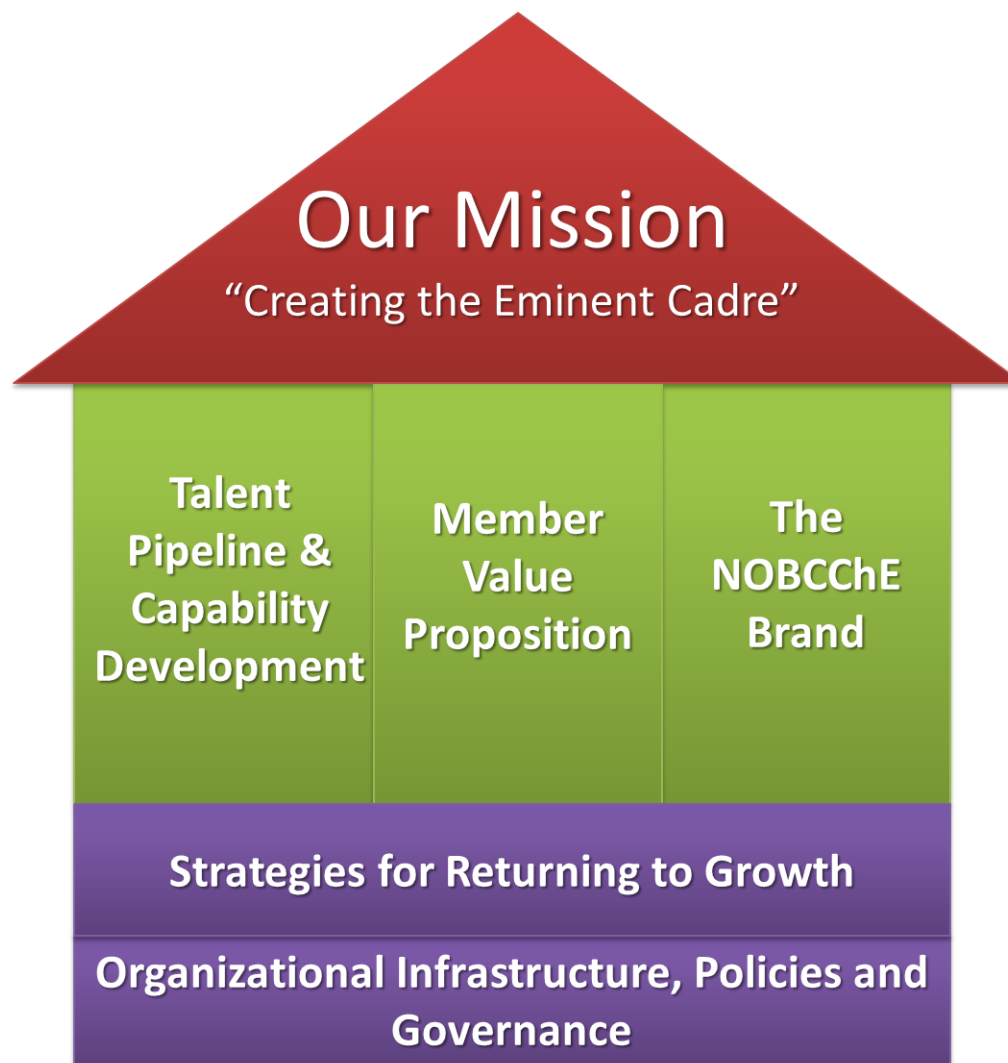 Our Mission
“Creating the Eminent Cadre”
Talent
Pipeline &
Capability
Development
Member
Value
Proposition
The
NOBCChE
Brand
Strategies for Returning to Growth
Organizational Infrastructure, Policies and
Governance